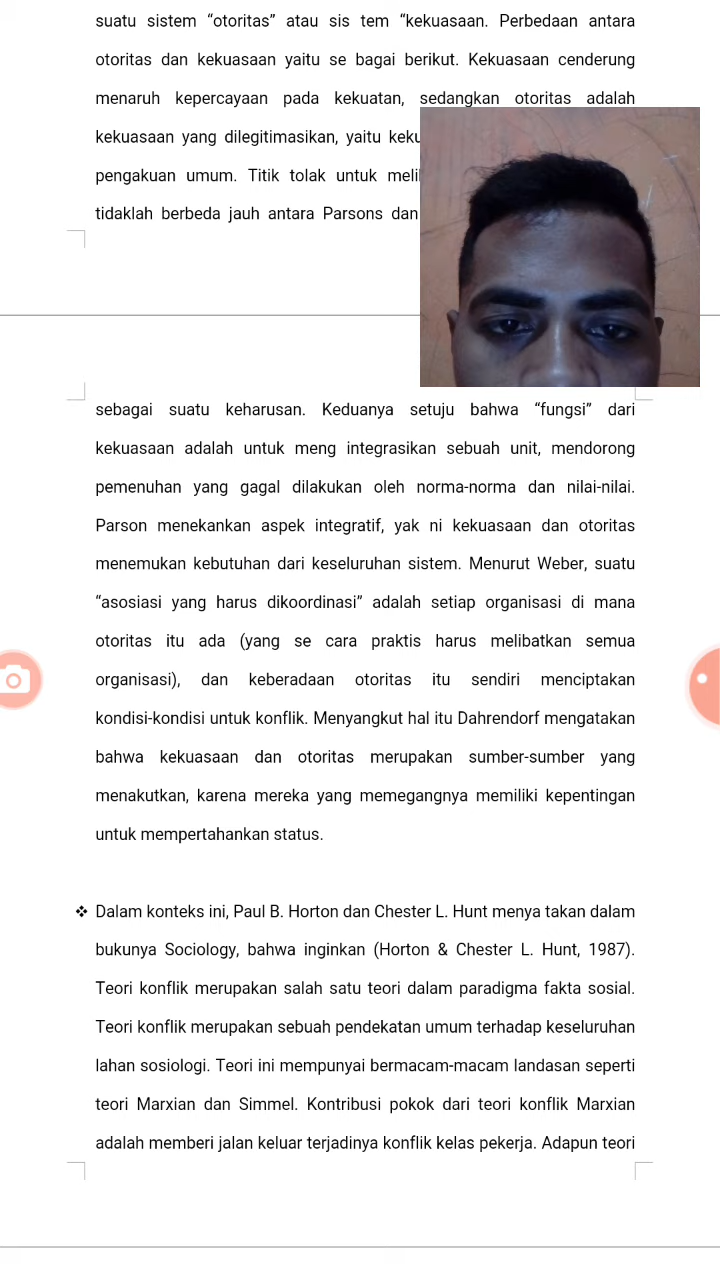 suatu sistem “otoritas” atau sis tem “kekuasaan. Perbedaan antara
otoritas dan kekuasaan yaitu se bagai berikut. Kekuasaan cenderung
menaruh kepercayaan pada kekuatan, sedangkan otoritas adalah
kekuasaan yang dilegitimasikan, yaitu
pengakuan umum. Titik tolak untuk
tidaklah berbeda jauh antara Parsons dan
sebagai suatu keharusan. Keduanya setuju bahwa “fungsi” dari
kekuasaan adalah untuk meng integrasikan sebuah unit, mendorong
pemenuhan yang gagal dilakukan oleh norma-norma dan nilai-nilai.
Parson menekankan aspek integratif, yak ni kekuasaan dan otoritas
menemukan kebutuhan dari keseluruhan sistem. Menurut Weber, suatu
“asosiasi yang harus dikoordinasi” adalah setiap organisasi di mana
otoritas itu ada (yang se cara praktis harus melibatkan semua
organisasi), dan keberadaan otoritas itu sendiri menciptakan
kondisi-kondisi untuk konflik. Menyangkut hal itu Dahrendorf mengatakan
bahwa kekuasaan dan otoritas merupakan sumber-sumber yang
menakutkan, karena mereka yang memegangnya memiliki kepentingan
untuk mempertahankan status.
❖ Dalam konteks ini, Paul B. Horton dan Chester L. Hunt menya takan dalam
bukunya Sociology, bahwa inginkan (Horton & Chester L. Hunt, 1987).
Teori konflik merupakan salah satu teori dalam paradigma fakta sosial.
Teori konflik merupakan sebuah pendekatan umum terhadap keseluruhan
lahan sosiologi. Teori ini mempunyai bermacam-macam landasan seperti
teori Marxian dan Simmel. Kontribusi pokok dari teori konflik Marxian
adalah memberi jalan keluar terjadinya konflik kelas pekerja. Adapun teori